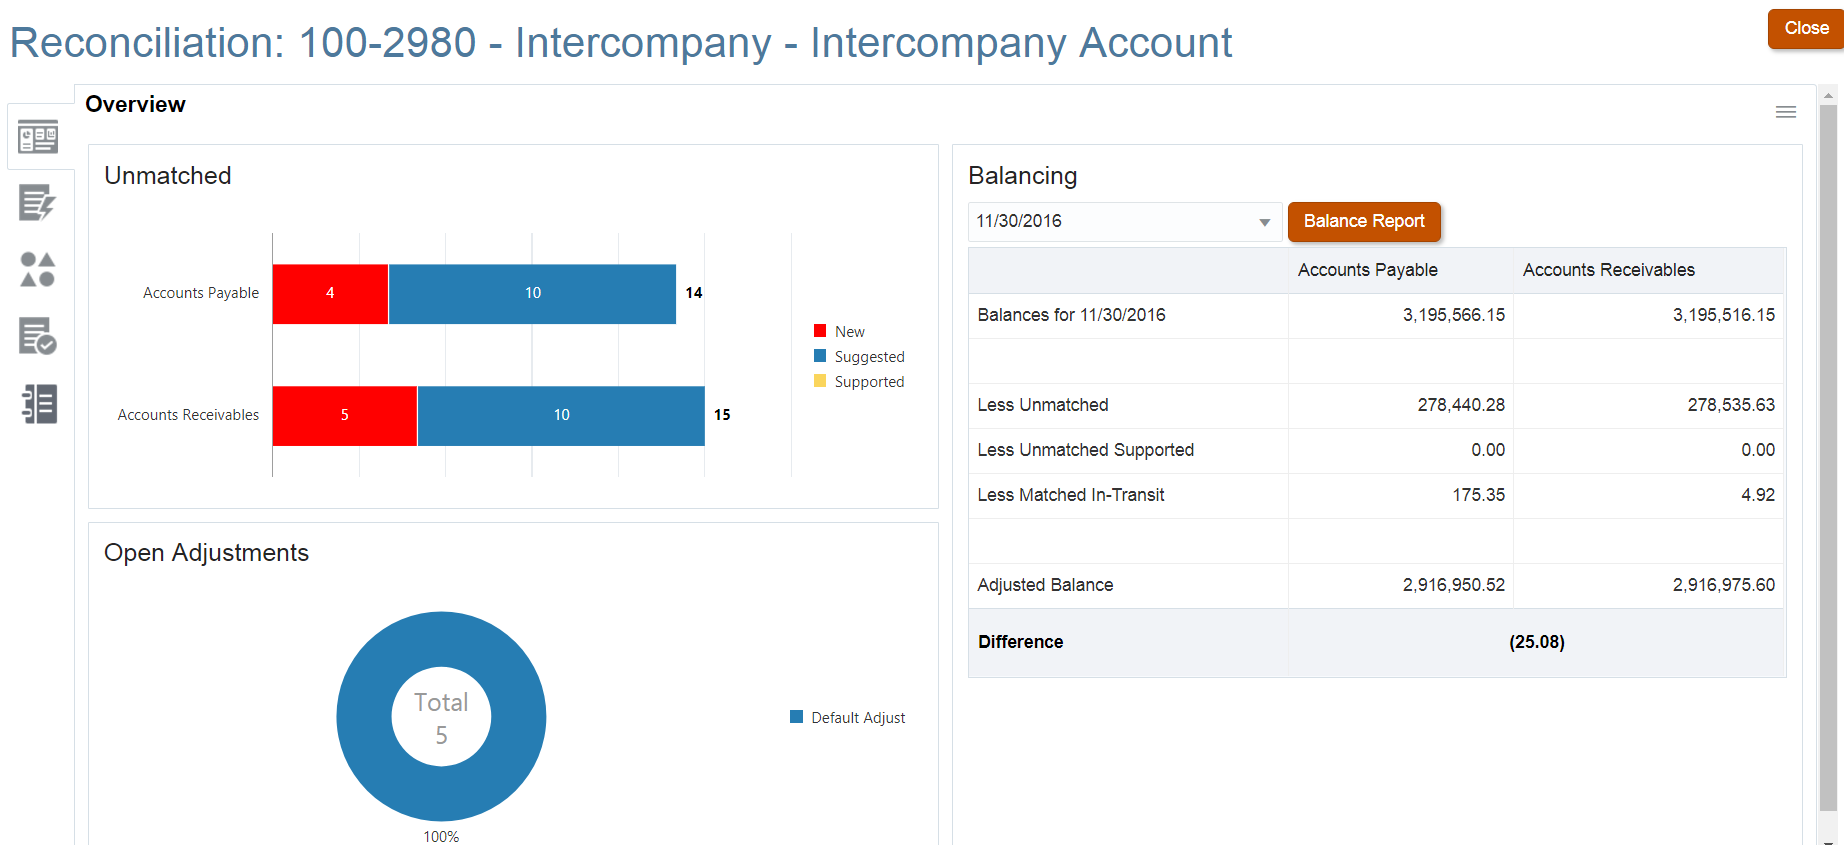 Reconciliation: 100-2980 - Intercompany - Intercompany Account
Close
Overview
Unmatched
Accounts Payable 4 10 14
Accounts Receivables 5 10 15
New
Suggested
Supported
Open Adjustments
Total
5
100%
Default Adjust
Balancing
11/30/2016 Balance Report
Accounts Payable Accounts Receivables
Balances for 11/30/2016 3,195,566.15 3,195,516.15
Less Unmatched 278,440.28 278,535.63
Less Unmatched Supported 0.00 0.00
Less Matched In-Transit 175.35 4.92
Adjusted Balance 2,916,950.52 2,916,975.60
Difference (25.08)